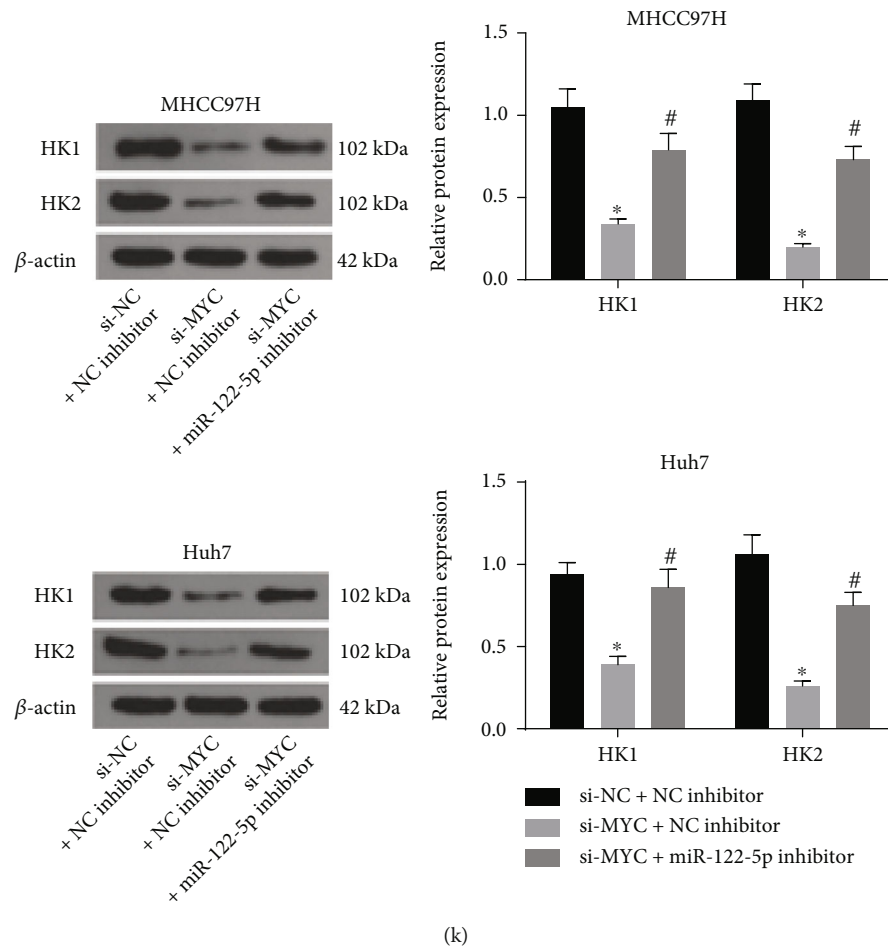 MHCC97H
HK1
102 kDa
HK2
102 kDa
β-actin
42 kDa
si-NC
+ NC inhibitor
si-MYC
+ NC inhibitor
si-MYC
+ miR-122-5p inhibitor
MHCC97H
Relative protein expression
1.5
1.0
0.5
0.0
*
#
*
#
HK1
HK2
Huh7
HK1
102 kDa
HK2
102 kDa
β-actin
42 kDa
si-NC
+ NC inhibitor
si-MYC
+ NC inhibitor
si-MYC
+ miR-122-5p inhibitor
Huh7
Relative protein expression
1.5
1.0
0.5
0.0
*
#
*
#
HK1
HK2
si-NC + NC inhibitor
si-MYC + NC inhibitor
si-MYC + miR-122-5p inhibitor
(k)